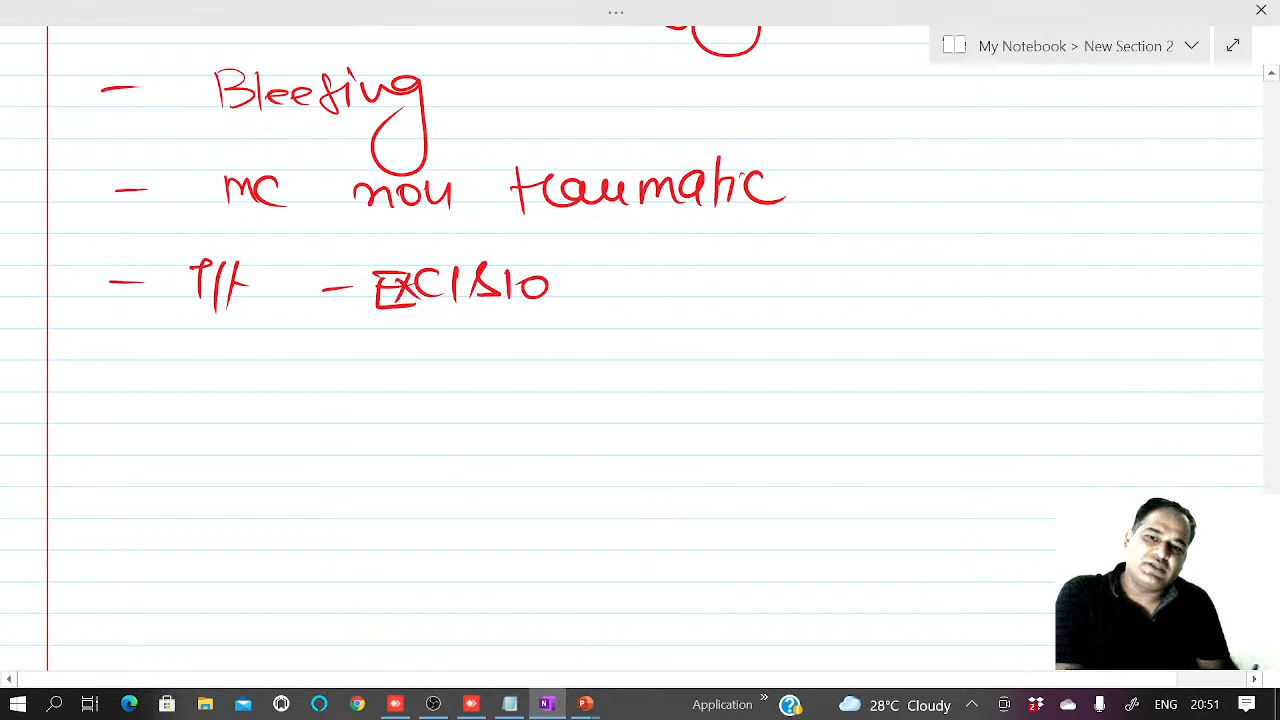 ...
My Notebook > New Section 2
- Bleeding
- mc non traumatic
- T/t - EXCISIO
Application
28°C Cloudy
ENG
20:51